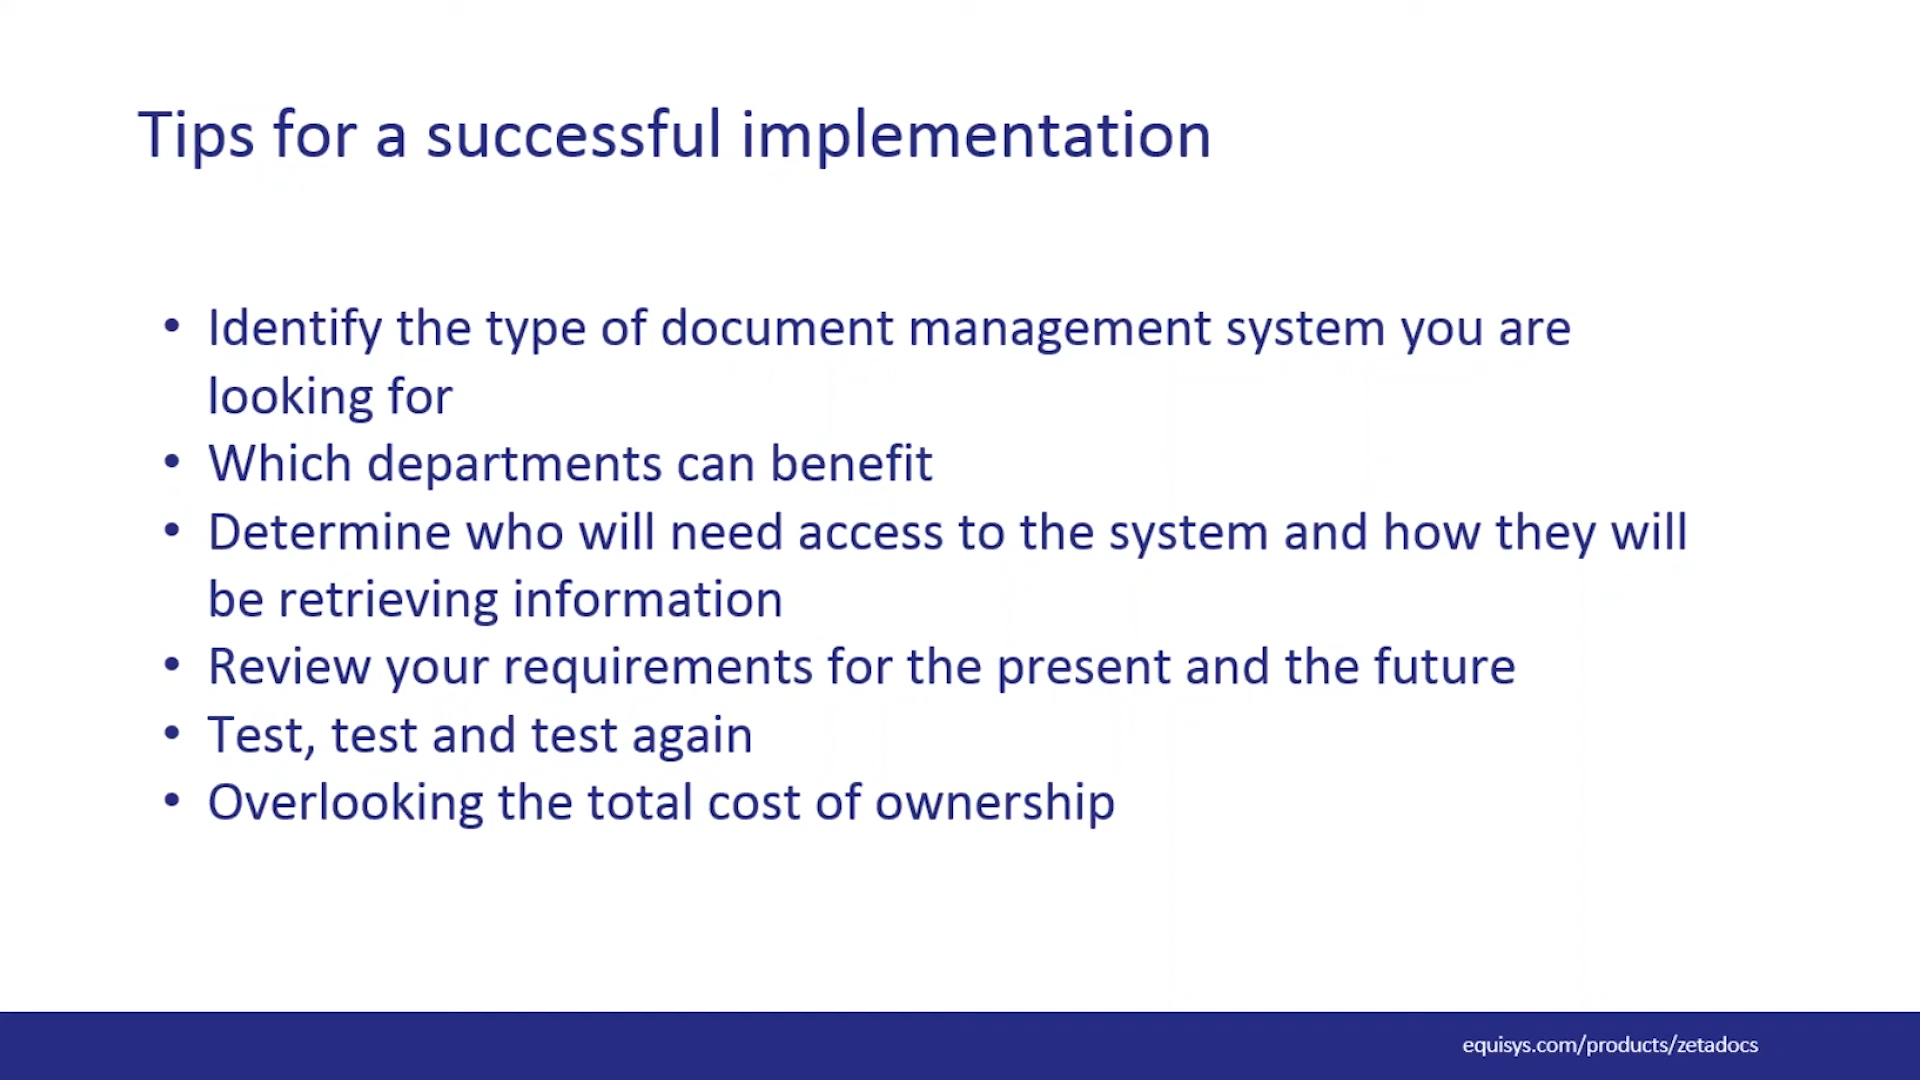 Tips for a successful implementation
• Identify the type of document management system you are
looking for
• Which departments can benefit
• Determine who will need access to the system and how they will
be retrieving information
• Review your requirements for the present and the future
• Test, test and test again
• Overlooking the total cost of ownership
equisys.com/products/zetadocs